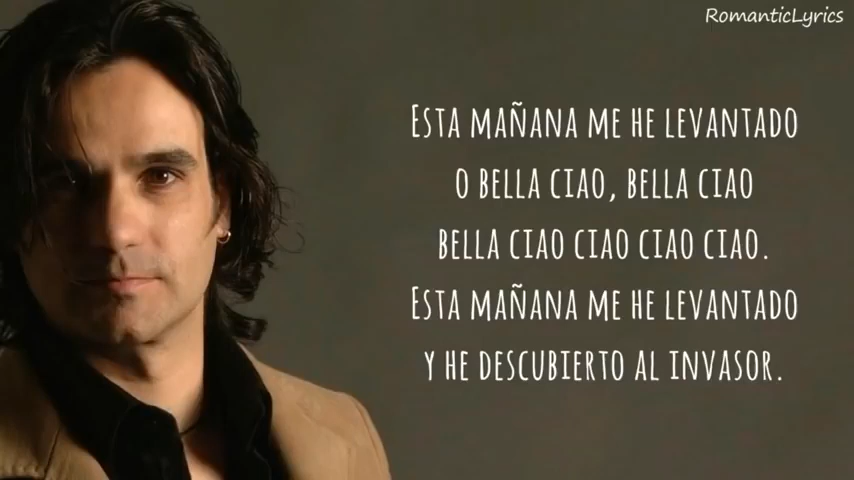 RomanticLyrics
Esta mañana me he levantado
o bella ciao, bella ciao
bella ciao ciao ciao ciao.
Esta mañana me he levantado
y he descubierto al invasor.